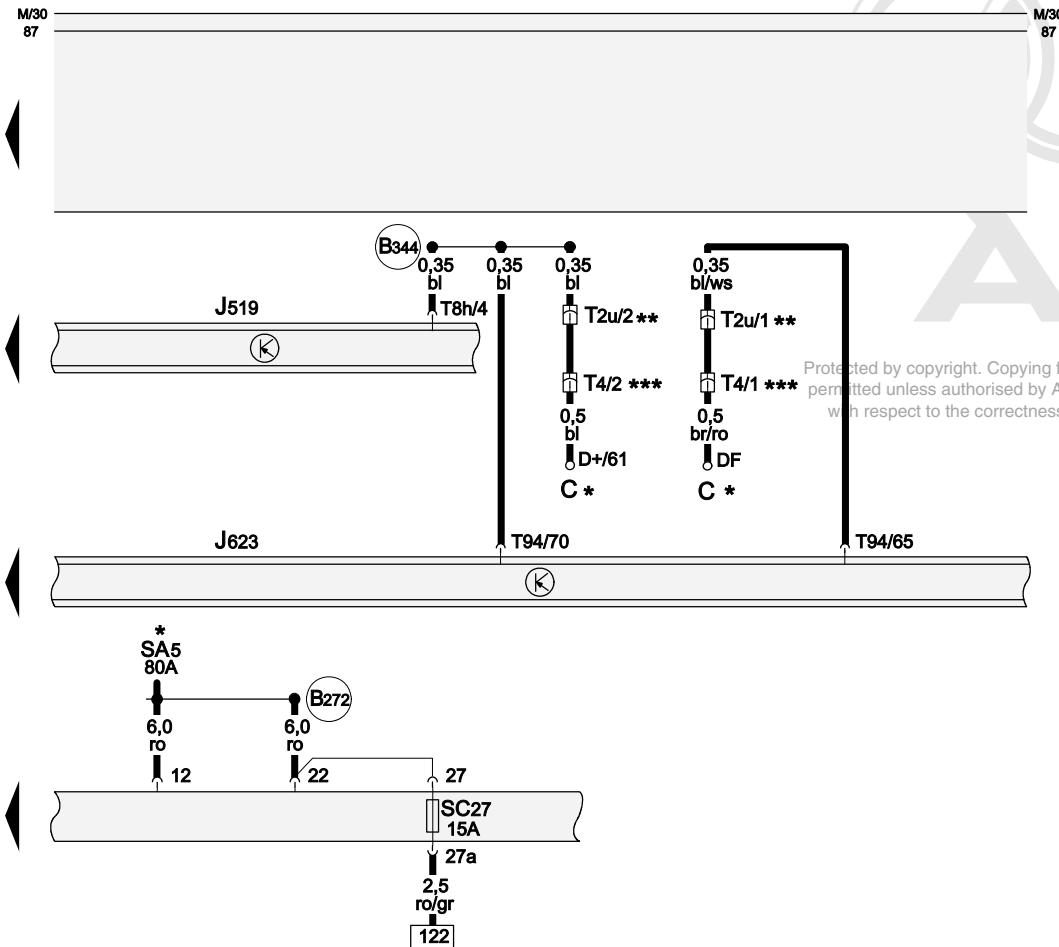 M/30
87
M/30
87
B344
0,35
bl
0,35
bl
0,35
bl
0,35
bl/ws
J519
T8h/4
T2u/2 **
T2u/1 **
T4/2 ***
T4/1 ***
Protected by copyright. Copying f
permitted unless authorised by A
with respect to the correctness
0,5
bl
0,5
br/ro
D+/61
DF
C *
C *
J623
T94/70
T94/65
*
SA5
80A
B272
6,0
ro
6,0
ro
12
22
27
SC27
15A
27a
2,5
ro/gr
122